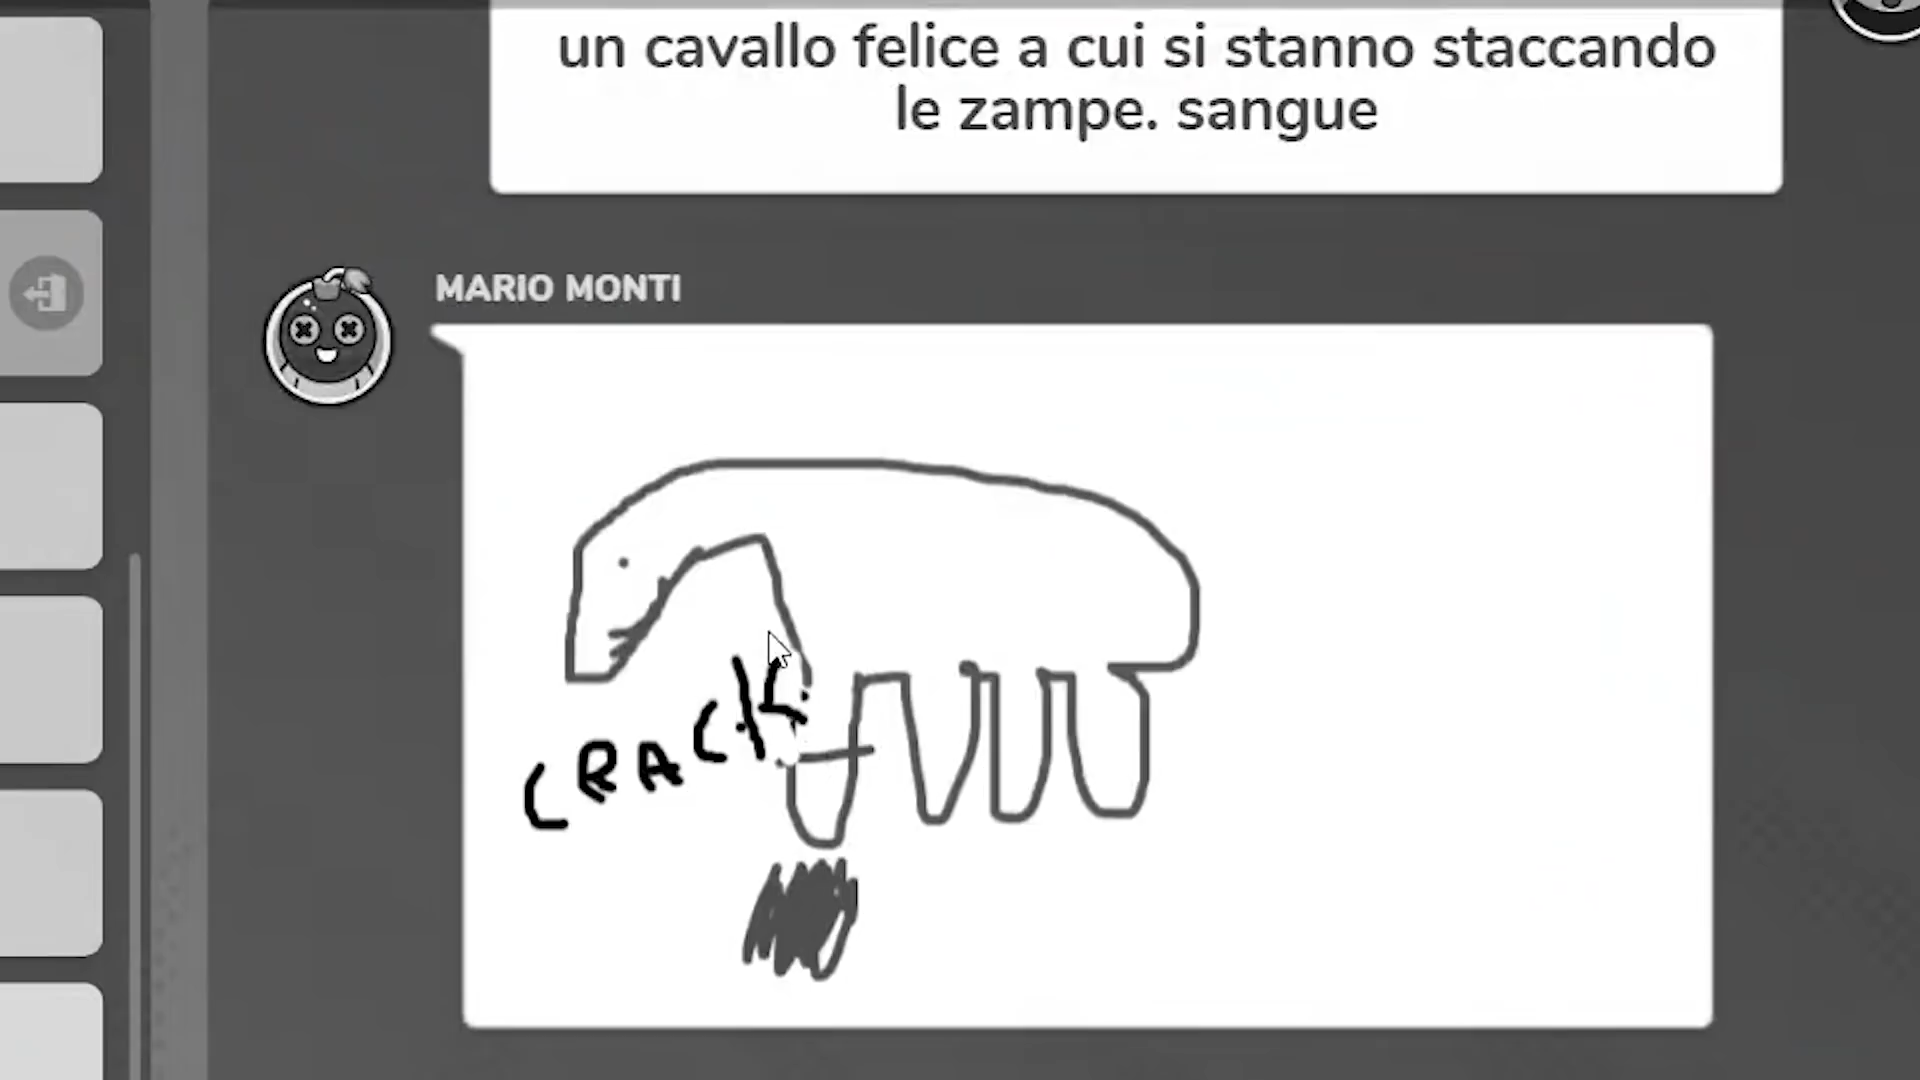 un cavallo felice a cui si stanno staccando
le zampe. sangue
MARIO MONTI
CRACK